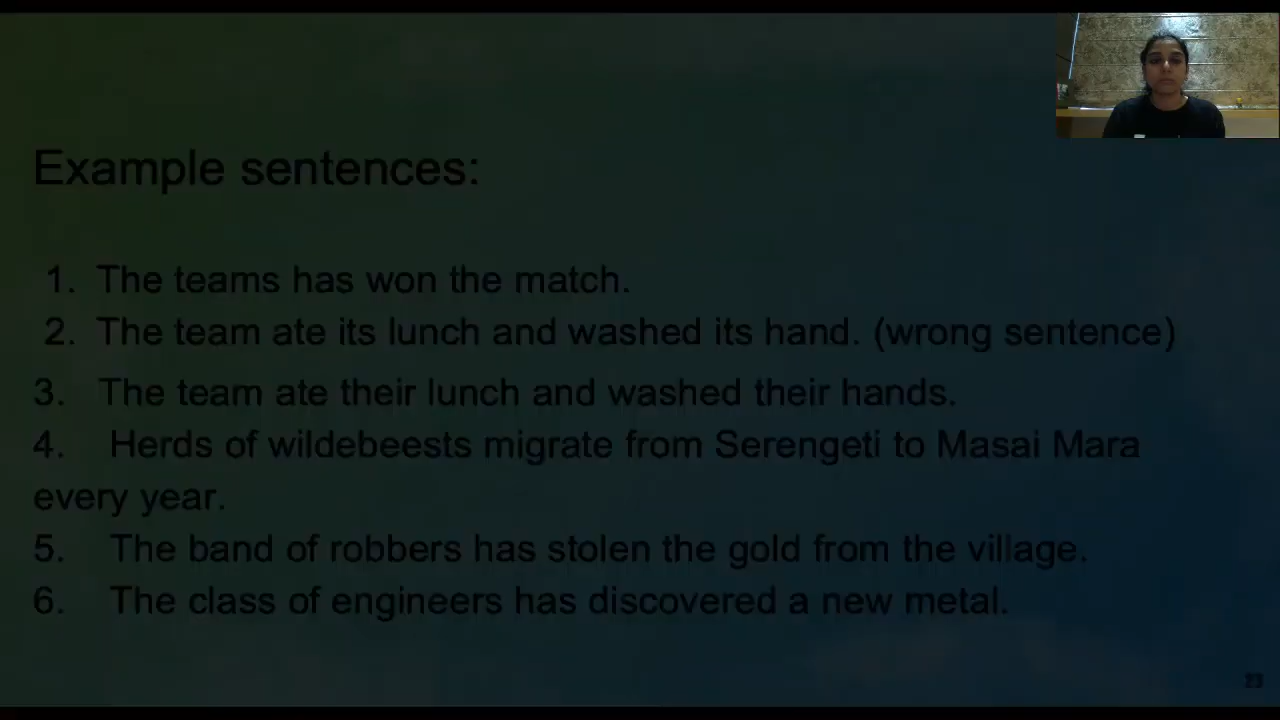 Example sentences:
1. The teams has won the match.
2. The team ate its lunch and washed its hand. (wrong sentence)
3. The team ate their lunch and washed their hands.
4. Herds of wildebeests migrate from Serengeti to Masai Mara
every year.
5. The band of robbers has stolen the gold from the village.
6. The class of engineers has discovered a new metal.
23